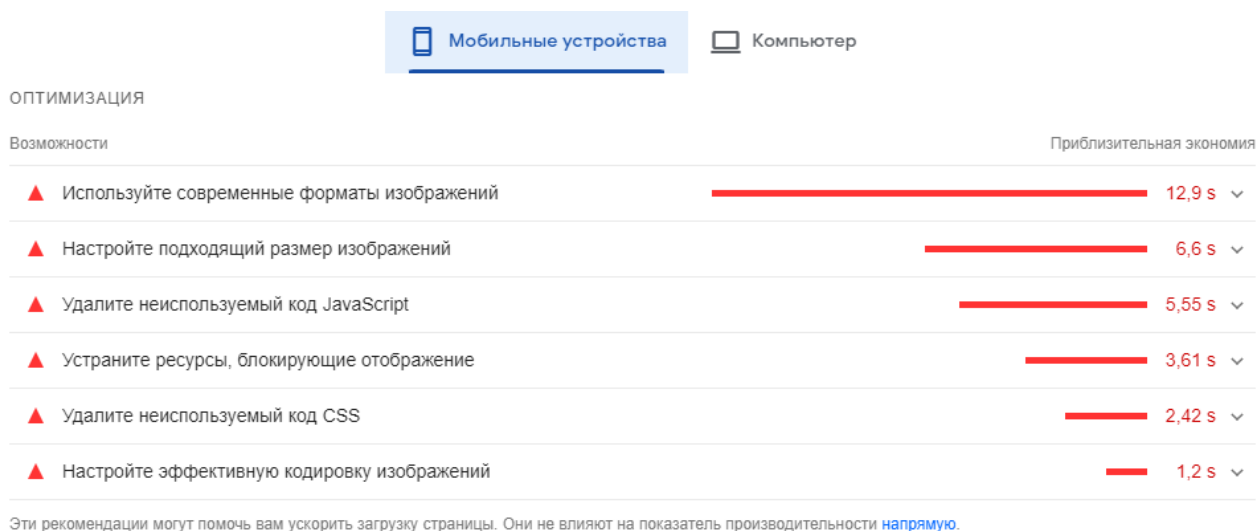 Мобильные устройства Компьютер
ОПТИМИЗАЦИЯ
Возможности Приблизительная экономия
Используйте современные форматы изображений 12,9 s
Настройте подходящий размер изображений 6,6 s
Удалите неиспользуемый код JavaScript 5,55 s
Устраните ресурсы, блокирующие отображение 3,61 s
Удалите неиспользуемый код CSS 2,42 s
Настройте эффективную кодировку изображений 1,2 s
Эти рекомендации могут помочь вам ускорить загрузку страницы. Они не влияют на показатель производительности напрямую.